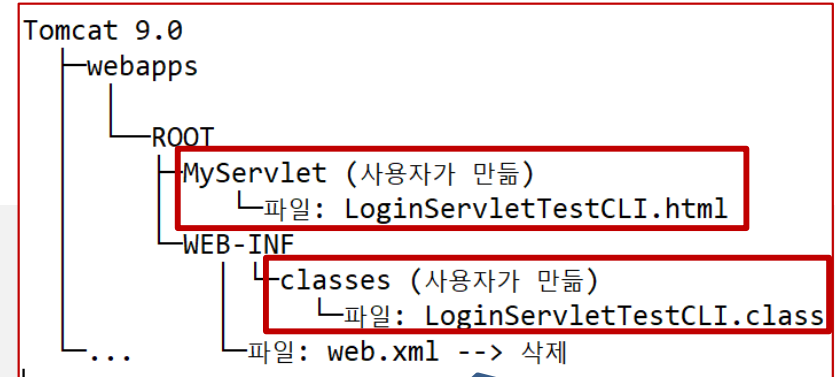 Tomcat 9.0
webapps
ROOT
MyServlet (사용자가 만듦)
파일: LoginServletTestCLI.html
WEB-INF
classes (사용자가 만듦)
파일: LoginServletTestCLI.class
... 파일: web.xml --> 삭제